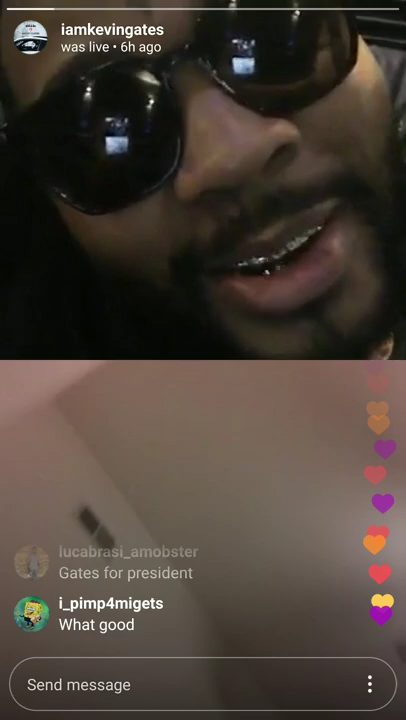 iamkevingates
was live • 6h ago
lucabrasi_amobster
Gates for president
i_pimp4migets
What good
Send message